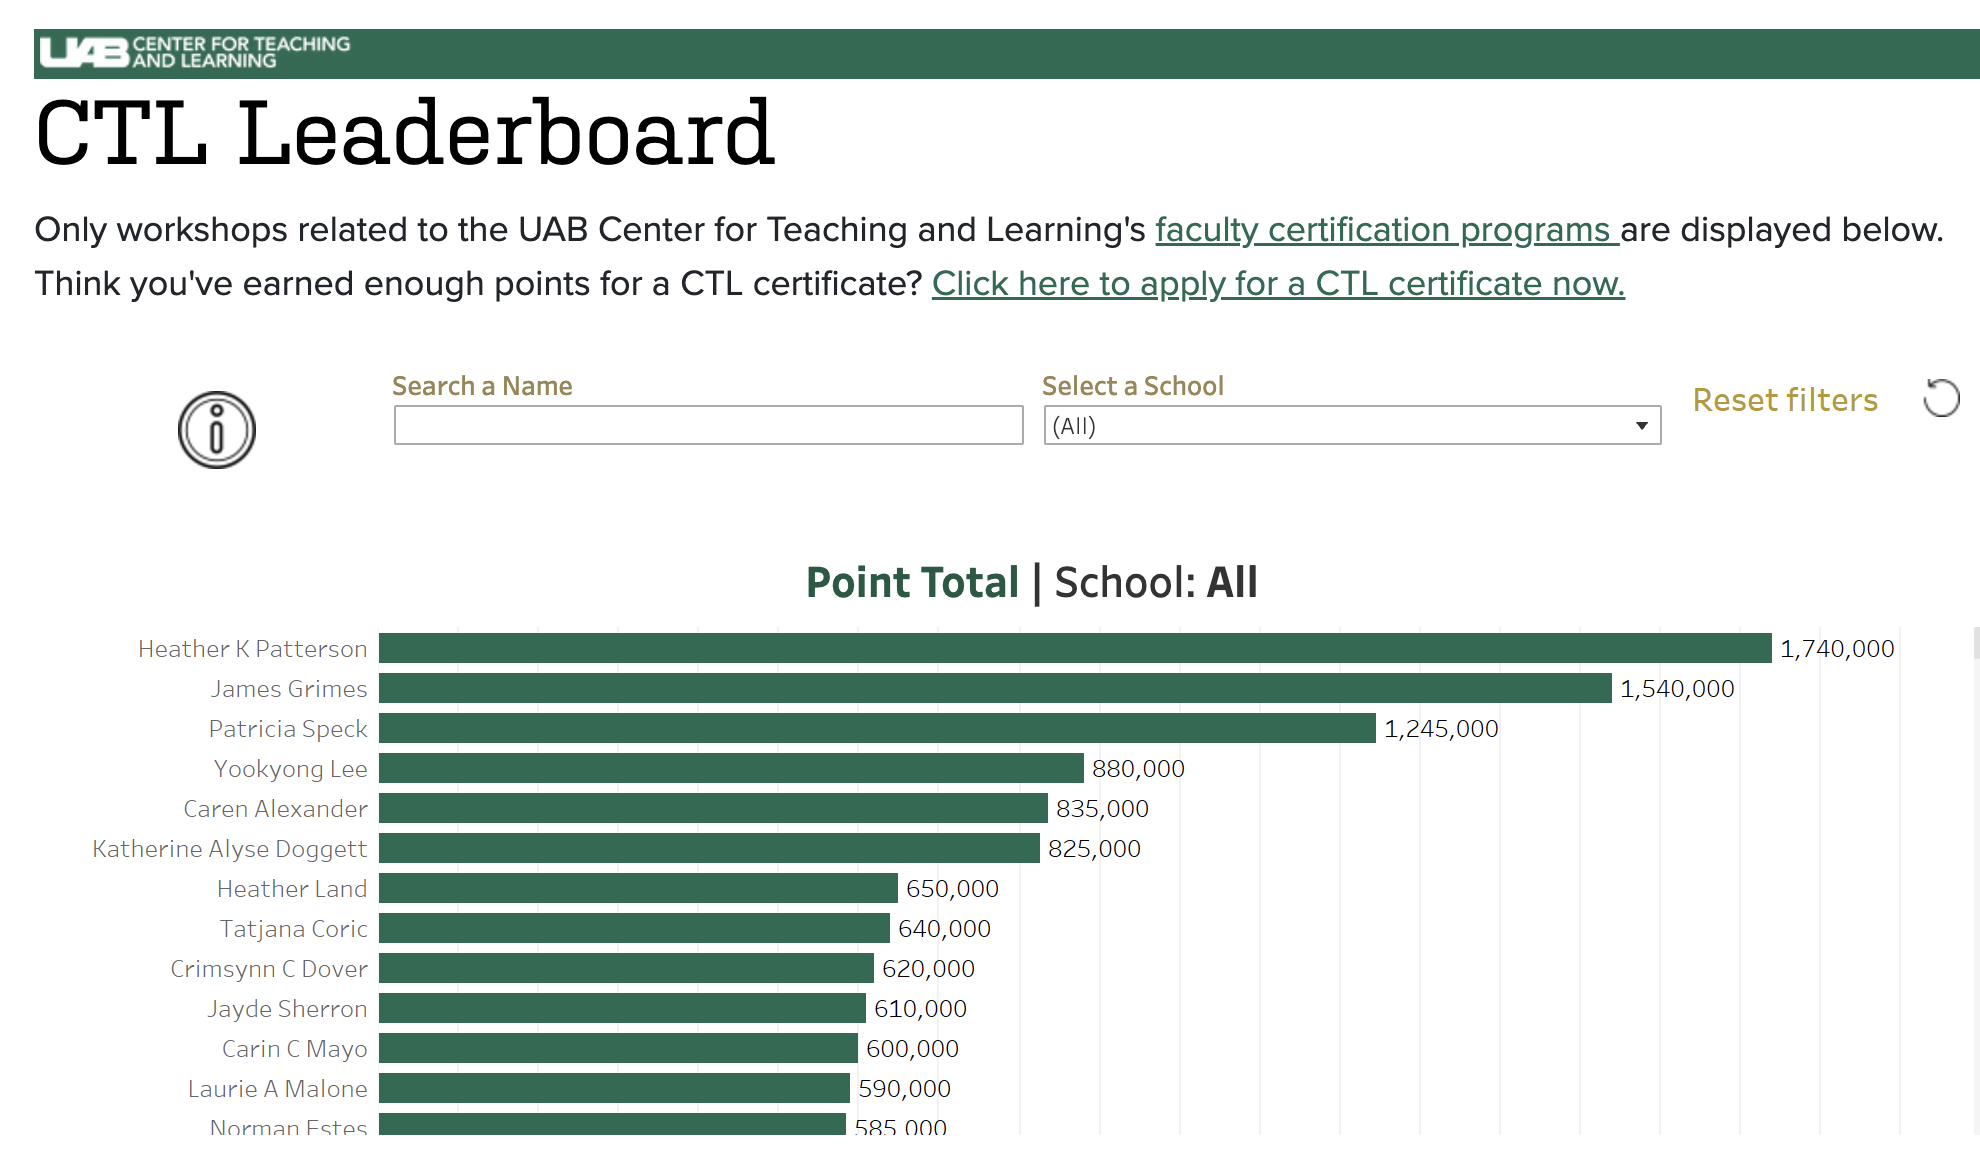 UAB CENTER FOR TEACHING
AND LEARNING
CTL Leaderboard
Only workshops related to the UAB Center for Teaching and Learning's faculty certification programs are displayed below.
Think you've earned enough points for a CTL certificate? Click here to apply for a CTL certificate now.
Search a Name
Select a School
(All)
Reset filters
Point Total | School: All
Heather K Patterson 1,740,000
James Grimes 1,540,000
Patricia Speck 1,245,000
Yookyong Lee 880,000
Caren Alexander 835,000
Katherine Alyse Doggett 825,000
Heather Land 650,000
Tatjana Coric 640,000
Crimsynn C Dover 620,000
Jayde Sherron 610,000
Carin C Mayo 600,000
Laurie A Malone 590,000
Norman Estes 585,000